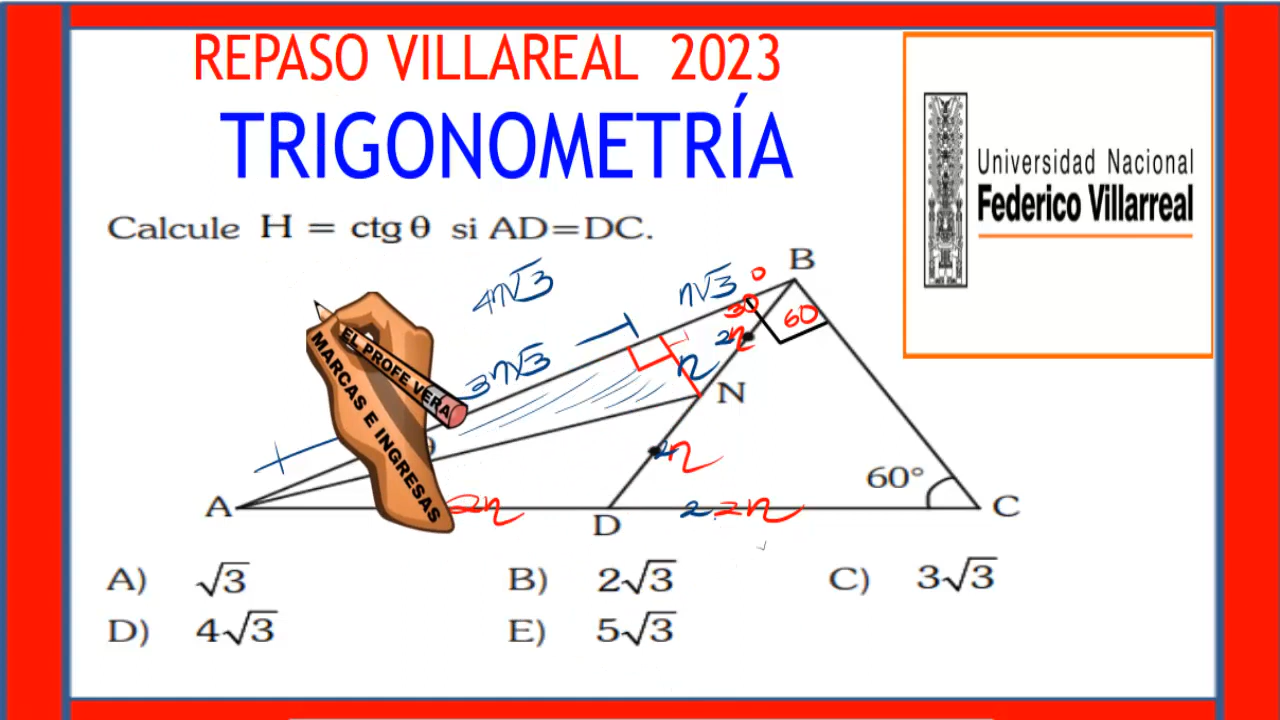 REPASO VILLAREAL 2023
TRIGONOMETRÍA
Universidad Nacional
Federico Villarreal
Calcule H = ctg θ si AD=DC.
B
4n√3
n√3
30
60
2n
3n√3
n
N
EL PROFE VERA
MARCAS E INGRESAS
θ
2n
60°
A
2n
D
22n
C
A) √3
B) 2√3
C) 3√3
D) 4√3
E) 5√3